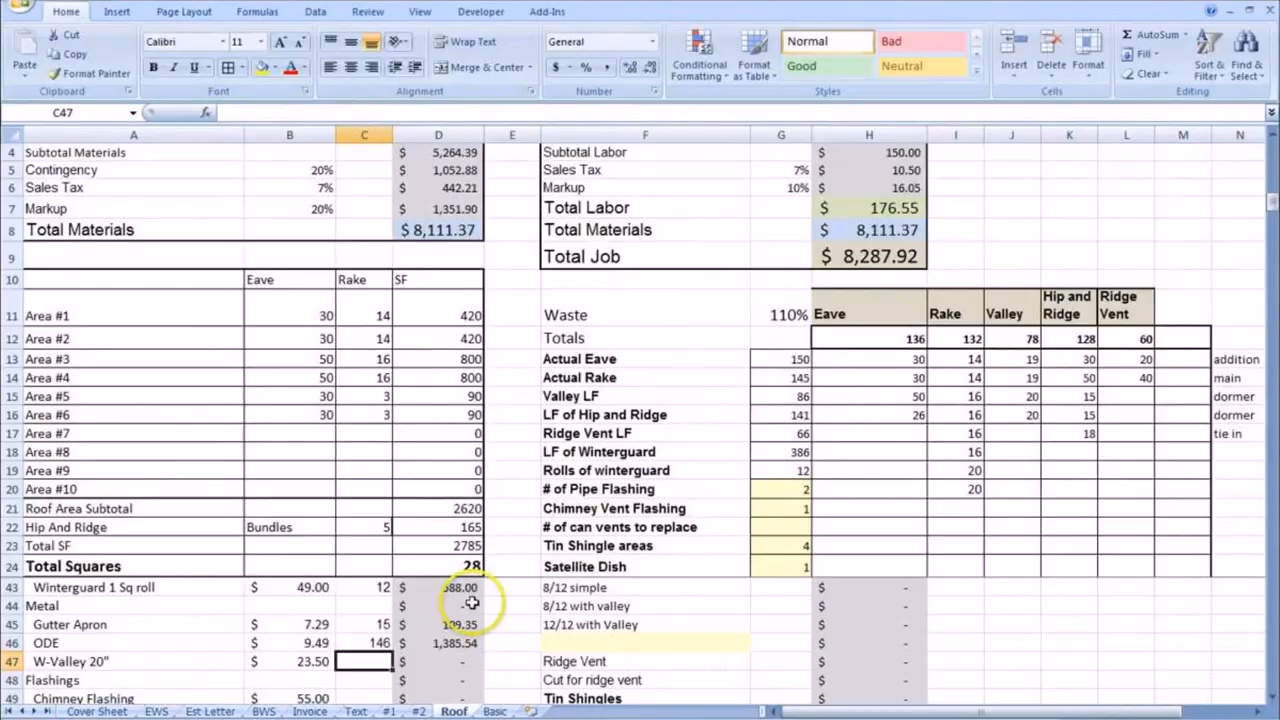 Home Insert Page Layout Formulas Data Review View Developer Add-Ins
Cut
Copy
Format Painter
Paste
Clipboard
Calibri 11
B I U
Font
Wrap Text
Merge & Center
Alignment
General
$ % ,
Number
Conditional Formatting
Format as Table
Normal Bad
Good Neutral
Styles
Insert Delete Format
Cells
AutoSum
Fill
Clear
Sort & Filter
Find & Select
Editing
C47 fx
A B C D E F G H I J K L M N
4 Subtotal Materials $ 5,264.39 Subtotal Labor $ 150.00
5 Contingency 20% $ 1,052.88 Sales Tax 7% $ 10.50
6 Sales Tax 7% $ 442.21 Markup 10% $ 16.05
7 Markup 20% $ 1,351.90 Total Labor $ 176.55
8 Total Materials $ 8,111.37 Total Materials $ 8,111.37
9 Total Job $ 8,287.92
10 Eave Rake SF
11 Area #1 30 14 420 Waste 110% Eave Rake Valley Hip and Ridge Ridge Vent
12 Area #2 30 14 420 Totals 136 132 78 128 60
13 Area #3 50 16 800 Actual Eave 150 30 14 19 30 20 addition
14 Area #4 50 16 800 Actual Rake 145 30 14 19 50 40 main
15 Area #5 30 3 90 Valley LF 86 50 16 20 15 dormer
16 Area #6 30 3 90 LF of Hip and Ridge 141 26 16 20 15 dormer
17 Area #7 0 Ridge Vent LF 66 16 18 tie in
18 Area #8 0 LF of Winterguard 386 16
19 Area #9 0 Rolls of winterguard 12 20
20 Area #10 0 # of Pipe Flashing 2 20
21 Roof Area Subtotal 2620 Chimney Vent Flashing 1
22 Hip And Ridge Bundles 5 165 # of can vents to replace
23 Total SF 2785 Tin Shingle areas 4
24 Total Squares 28 Satellite Dish 1
43 Winterguard 1 Sq roll $ 49.00 12 $ 588.00 8/12 simple $ -
44 Metal $ - 8/12 with valley $ -
45 Gutter Apron $ 7.29 15 $ 109.35 12/12 with Valley $ -
46 ODE $ 9.49 146 $ 1,385.54 $ -
47 W-Valley 20" $ 23.50 $ - Ridge Vent $ -
48 Flashings $ - Cut for ridge vent $ -
49 Chimney Flashing $ 55.00 $ - Tin Shingles $ -
Cover Sheet EWS Est Letter BWS Invoice Text #1 #2 Roof Basic